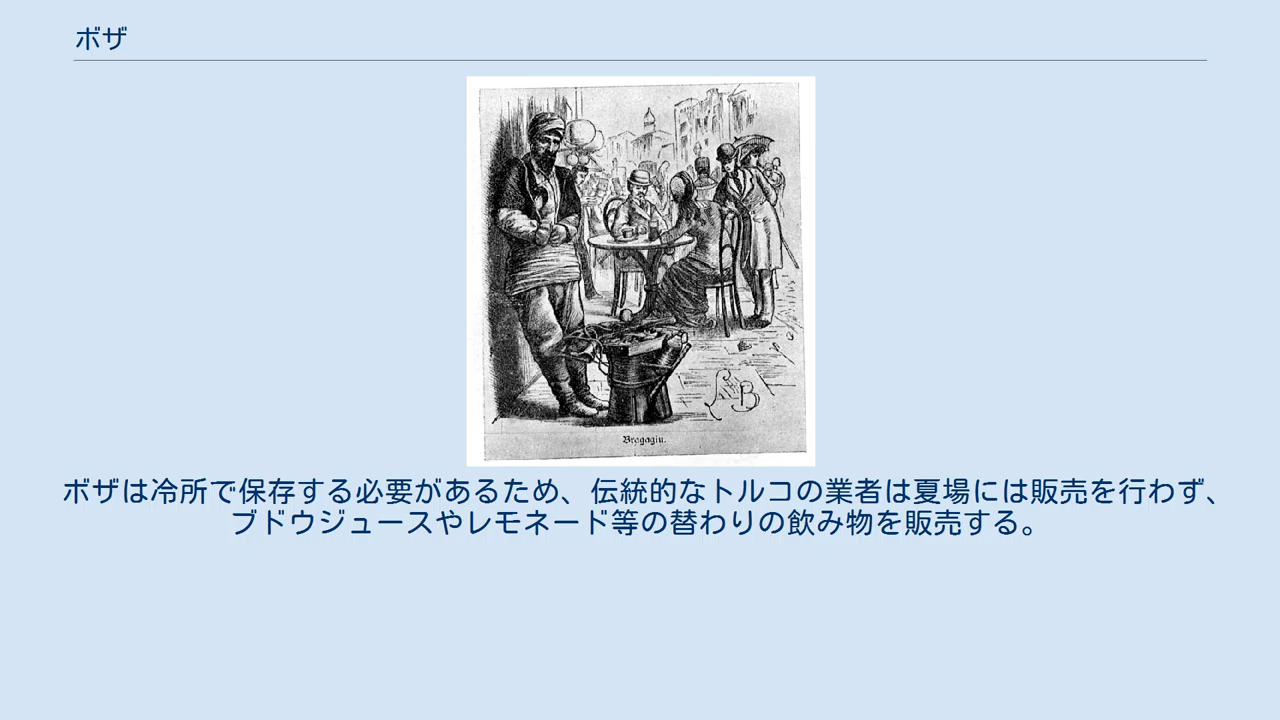 ボザ
Bragagiu.
ボザは冷所で保存する必要があるため、伝統的なトルコの業者は夏場には販売を行わず、
ブドウジュースやレモネード等の替わりの飲み物を販売する。